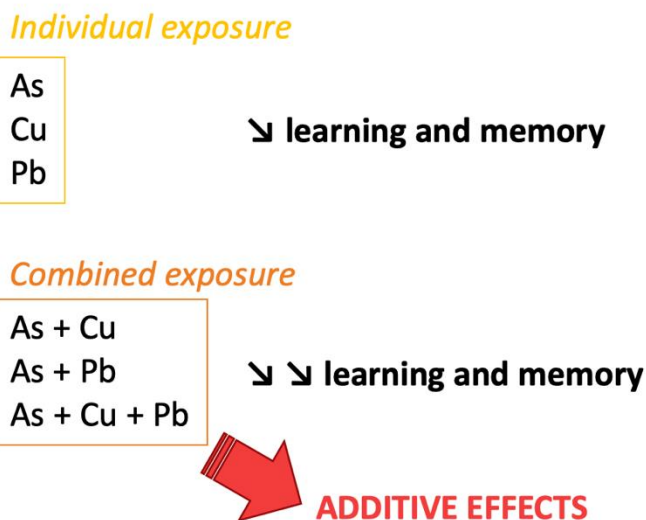 Individual exposure
As
Cu
Pb
↘ learning and memory
Combined exposure
As + Cu
As + Pb
As + Cu + Pb
↘ ↘ learning and memory
ADDITIVE EFFECTS